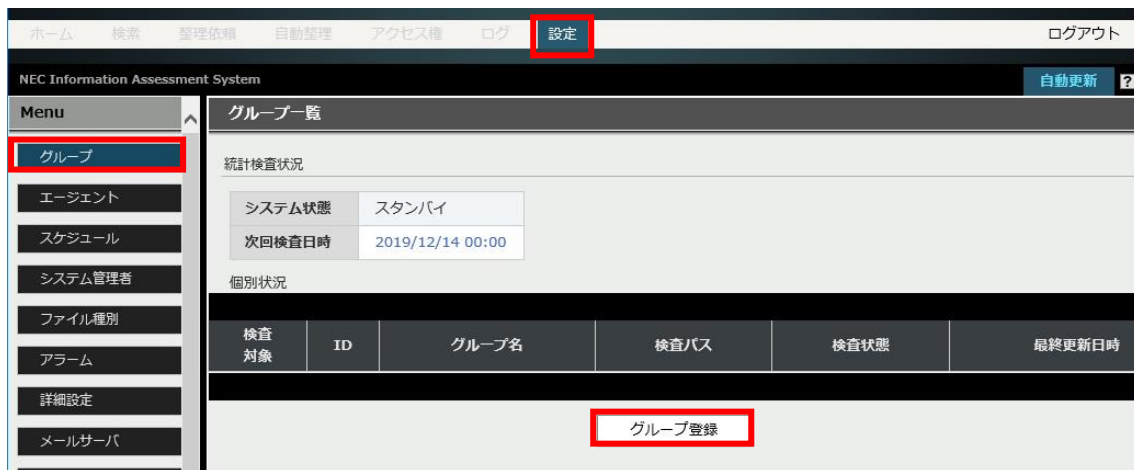 ホーム 検索 整理依頼 自動整理 アクセス権 ログ 設定 ログアウト
NEC Information Assessment System 自動更新 ?
Menu
グループ
エージェント
スケジュール
システム管理者
ファイル種別
アラーム
詳細設定
メールサーバ
グループ一覧
統計検査状況
システム状態 スタンバイ
次回検査日時 2019/12/14 00:00
個別状況
検査対象 ID グループ名 検査パス 検査状態 最終更新日時
グループ登録